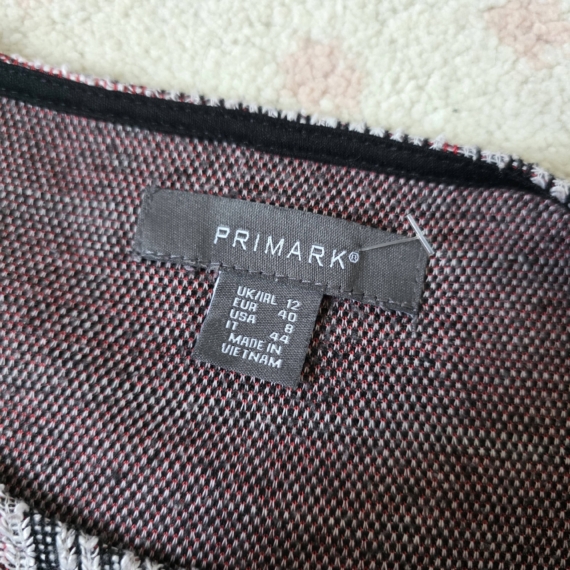 PRIMARK®
UK/IRL 12
EUR 40
USA 8
IT 44
MADE IN
VIETNAM